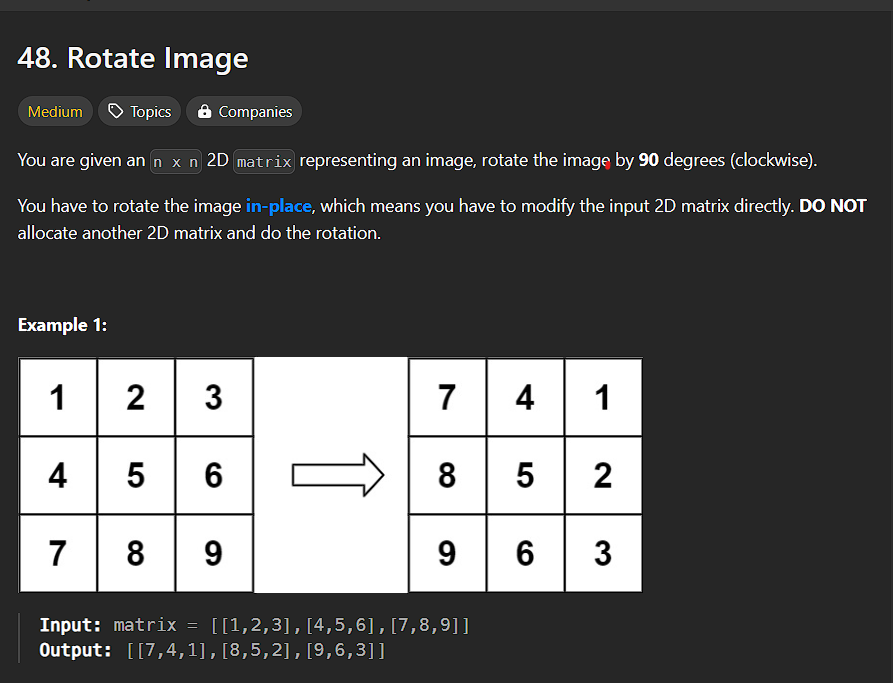 48. Rotate Image
Medium Topics Companies
You are given an n x n 2D matrix representing an image, rotate the image by 90 degrees (clockwise).
You have to rotate the image in-place, which means you have to modify the input 2D matrix directly. DO NOT
allocate another 2D matrix and do the rotation.
Example 1:
1 2 3 7 4 1
4 5 6 8 5 2
7 8 9 9 6 3
Input: matrix = [[1,2,3],[4,5,6],[7,8,9]]
Output: [[7,4,1],[8,5,2],[9,6,3]]